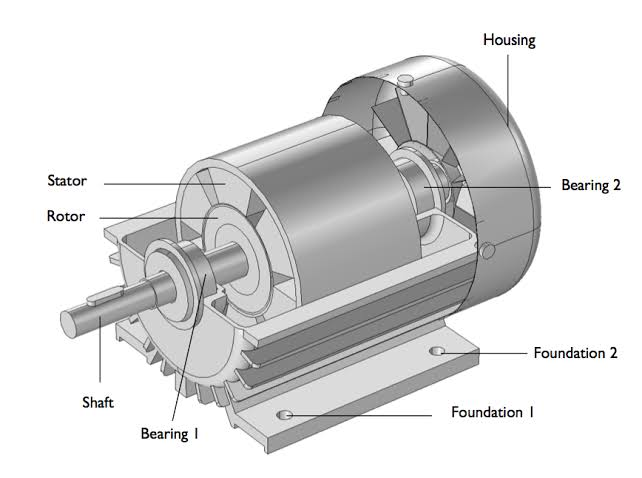 Housing
Stator
Bearing 2
Rotor
Foundation 2
Shaft
Foundation 1
Bearing 1